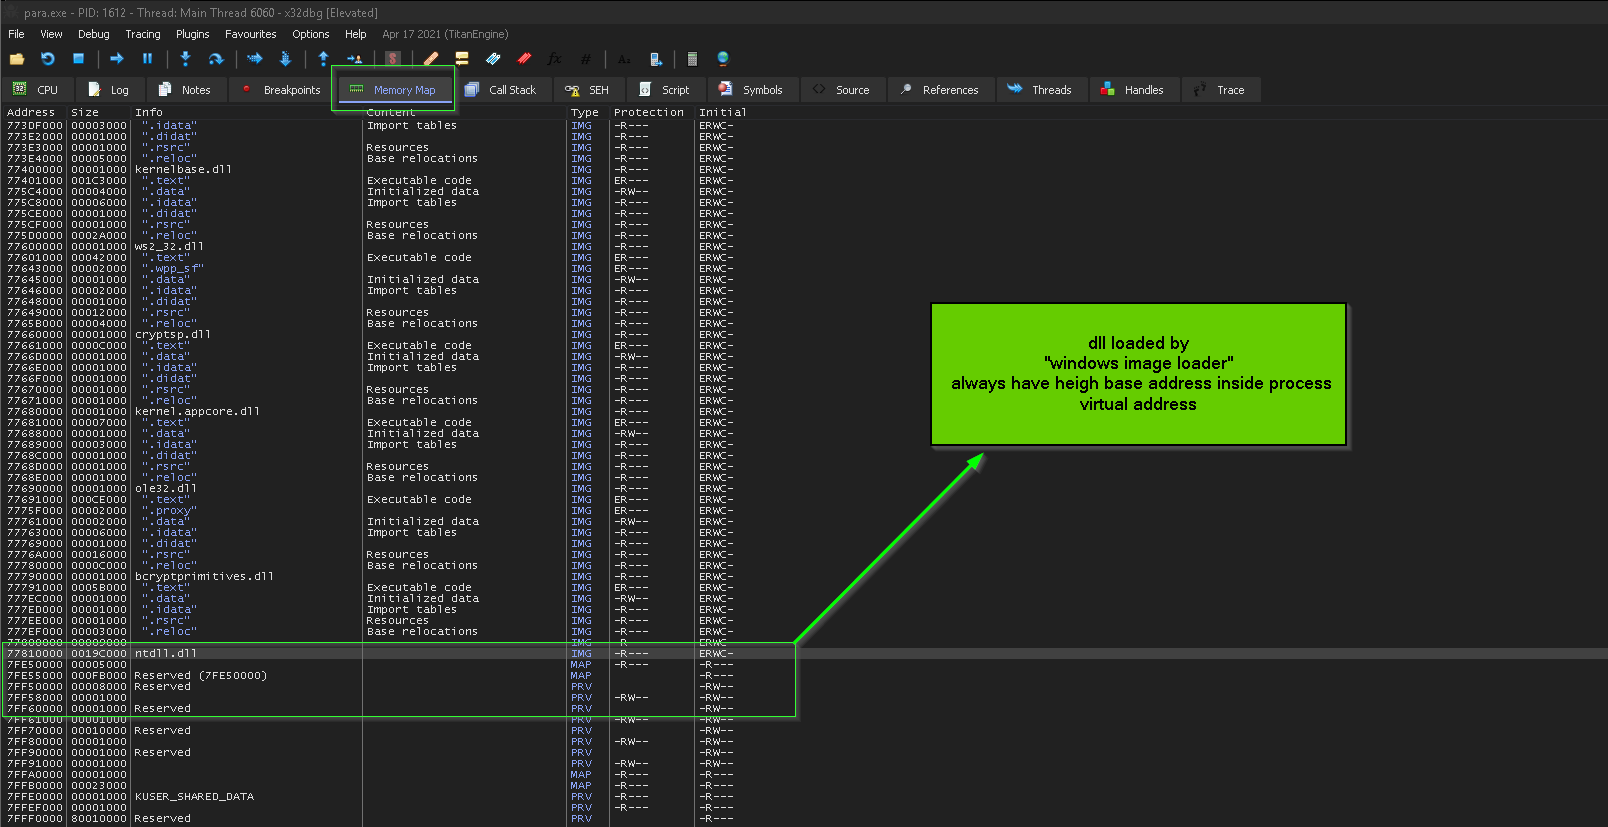 para.exe - PID: 1612 - Thread: Main Thread 6060 - x32dbg [Elevated]
File View Debug Tracing Plugins Favourites Options Help Apr 17 2021 (TitanEngine)
CPU Log Notes Breakpoints Memory Map Call Stack SEH Script Symbols Source References Threads Handles Trace
Address Size Info Content Type Protection Initial
773DF000 00003000 ".idata" Import tables IMG -R--- ERWC-
773E2000 00001000 ".didat" IMG -R--- ERWC-
773E3000 00001000 ".rsrc" Resources IMG -R--- ERWC-
773E4000 00005000 ".reloc" Base relocations IMG -R--- ERWC-
77400000 00001000 kernelbase.dll IMG -R--- ERWC-
77401000 001C3000 ".text" Executable code IMG ER--- ERWC-
775C4000 00004000 ".data" Initialized data IMG -RW-- ERWC-
775C8000 00006000 ".idata" Import tables IMG -R--- ERWC-
775CE000 00001000 ".didat" IMG -R--- ERWC-
775CF000 00001000 ".rsrc" Resources IMG -R--- ERWC-
775D0000 0002A000 ".reloc" Base relocations IMG -R--- ERWC-
77600000 00001000 ws2_32.dll IMG -R--- ERWC-
77601000 00042000 ".text" Executable code IMG ER--- ERWC-
77643000 00002000 ".wpp_sf" IMG ER--- ERWC-
77645000 00001000 ".data" Initialized data IMG -RW-- ERWC-
77646000 00002000 ".idata" Import tables IMG -R--- ERWC-
77648000 00001000 ".didat" IMG -R--- ERWC-
77649000 00012000 ".rsrc" Resources IMG -R--- ERWC-
7765B000 00004000 ".reloc" Base relocations IMG -R--- ERWC-
77660000 00001000 cryptsp.dll IMG -R--- ERWC-
77661000 0000C000 ".text" Executable code IMG ER--- ERWC-
7766D000 00001000 ".data" Initialized data IMG -RW-- ERWC-
7766E000 00001000 ".idata" Import tables IMG -R--- ERWC-
7766F000 00001000 ".didat" IMG -R--- ERWC-
77670000 00001000 ".rsrc" Resources IMG -R--- ERWC-
77671000 00001000 ".reloc" Base relocations IMG -R--- ERWC-
77680000 00001000 kernel.appcore.dll IMG -R--- ERWC-
77681000 00007000 ".text" Executable code IMG ER--- ERWC-
77688000 00001000 ".data" Initialized data IMG -RW-- ERWC-
77689000 00003000 ".idata" Import tables IMG -R--- ERWC-
7768C000 00001000 ".didat" IMG -R--- ERWC-
7768D000 00001000 ".rsrc" Resources IMG -R--- ERWC-
7768E000 00001000 ".reloc" Base relocations IMG -R--- ERWC-
77690000 00001000 ole32.dll IMG -R--- ERWC-
77691000 000CE000 ".text" Executable code IMG ER--- ERWC-
7775F000 00002000 ".proxy" IMG ER--- ERWC-
77761000 00002000 ".data" Initialized data IMG -RW-- ERWC-
77763000 00006000 ".idata" Import tables IMG -R--- ERWC-
77769000 00001000 ".didat" IMG -R--- ERWC-
7776A000 00016000 ".rsrc" Resources IMG -R--- ERWC-
77780000 0000C000 ".reloc" Base relocations IMG -R--- ERWC-
77790000 00001000 bcryptprimitives.dll IMG -R--- ERWC-
77791000 0005B000 ".text" Executable code IMG ER--- ERWC-
777EC000 00001000 ".data" Initialized data IMG -RW-- ERWC-
777ED000 00001000 ".idata" Import tables IMG -R--- ERWC-
777EE000 00001000 ".rsrc" Resources IMG -R--- ERWC-
777EF000 00003000 ".reloc" Base relocations IMG -R--- ERWC-
77810000 0019C000 ntdll.dll IMG -R--- ERWC-
7FE50000 00005000 MAP -R--- -R---
7FE55000 000FB000 Reserved (7FE50000) MAP -R---
7FF50000 00008000 Reserved PRV -RW--
7FF58000 00001000 PRV -RW-- -RW--
7FF60000 00001000 Reserved PRV -RW--
7FF61000 00001000 PRV -RW-- -RW--
7FF70000 00010000 Reserved PRV -RW--
7FF80000 00001000 PRV -RW-- -RW--
7FF90000 00001000 Reserved PRV -RW--
7FF91000 00001000 PRV -RW-- -RW--
7FFA0000 00001000 MAP -R--- -R---
7FFB0000 00023000 MAP -R--- -R---
7FFE0000 00001000 KUSER_SHARED_DATA PRV -R--- -R---
7FFEF000 00001000 PRV -R--- -R---
7FFF0000 80010000 Reserved PRV -R---
dll loaded by
"windows image loader"
always have heigh base address inside process
virtual address